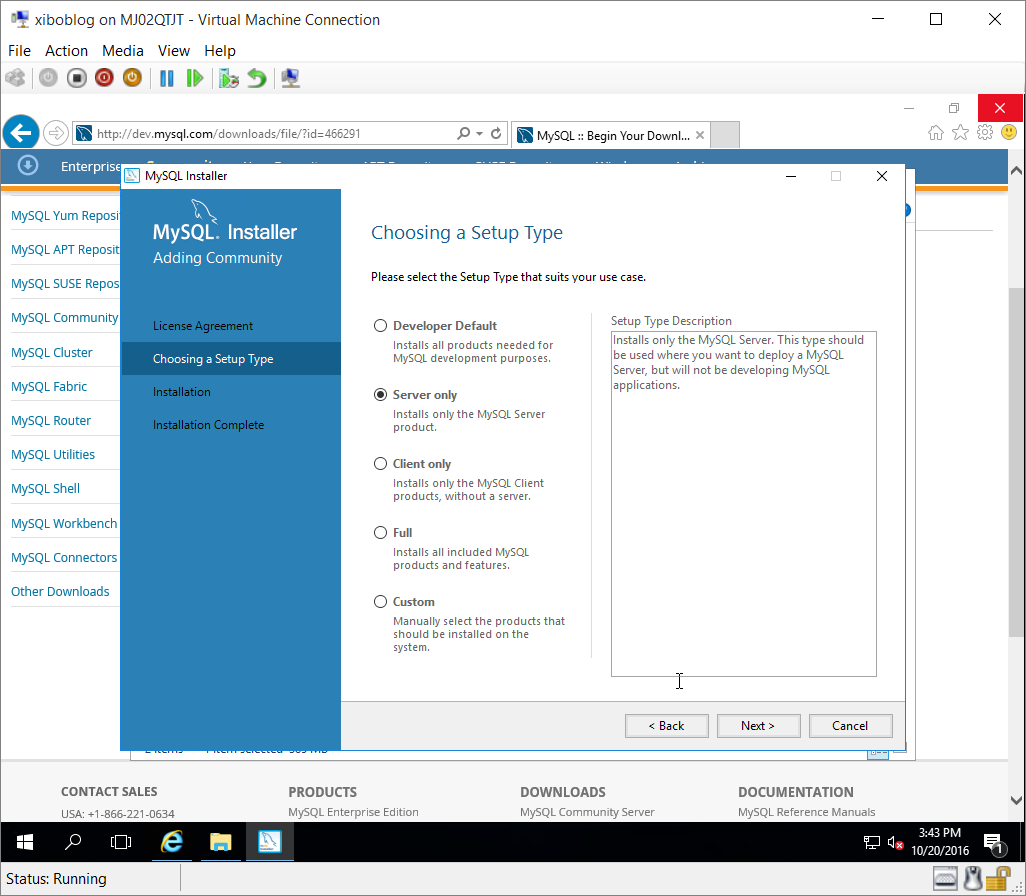 xiboblog on MJ02QTJT - Virtual Machine Connection
File Action Media View Help
http://dev.mysql.com/downloads/file/?id=466291
MySQL :: Begin Your Downl...
Enterprise
MySQL Installer
MySQL Yum Reposi
MySQL APT Reposit
MySQL SUSE Repos
MySQL Community
MySQL Cluster
MySQL Fabric
MySQL Router
MySQL Utilities
MySQL Shell
MySQL Workbench
MySQL Connectors
Other Downloads
MySQL. Installer
Adding Community
License Agreement
Choosing a Setup Type
Installation
Installation Complete
Choosing a Setup Type
Please select the Setup Type that suits your use case.
Developer Default
Installs all products needed for
MySQL development purposes.
Server only
Installs only the MySQL Server
product.
Client only
Installs only the MySQL Client
products, without a server.
Full
Installs all included MySQL
products and features.
Custom
Manually select the products that
should be installed on the
system.
Setup Type Description
Installs only the MySQL Server. This type should
be used where you want to deploy a MySQL
Server, but will not be developing MySQL
applications.
< Back Next > Cancel
CONTACT SALES
USA: +1-866-221-0634
PRODUCTS
MySQL Enterprise Edition
DOWNLOADS
MySQL Community Server
DOCUMENTATION
MySQL Reference Manuals
3:43 PM
10/20/2016
1
Status: Running